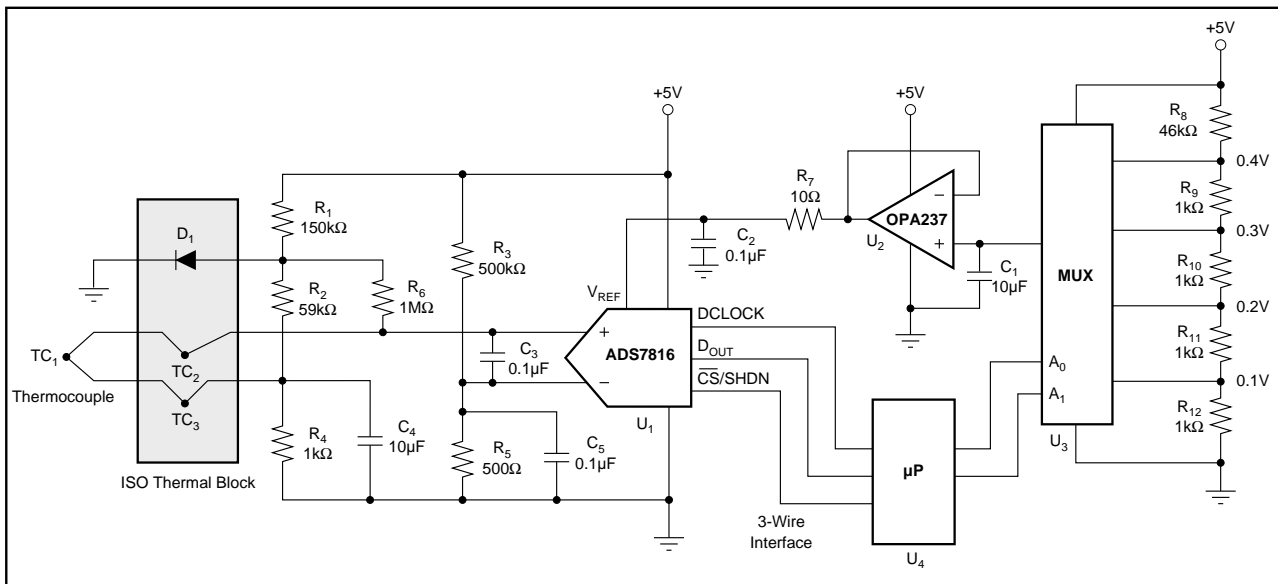 +5V
R8
46kΩ
0.4V
R9
1kΩ
0.3V
R10
1kΩ
0.2V
R11
1kΩ
0.1V
R12
1kΩ
MUX
A0
A1
U3
+5V
OPA237
−
+
U2
C1
10µF
R7
10Ω
C2
0.1µF
+5V
VREF
DCLOCK
DOUT
CS/SHDN
ADS7816
+
−
U1
R3
500kΩ
C3
0.1µF
R5
500Ω
C5
0.1µF
R1
150kΩ
D1
R2
59kΩ
R6
1MΩ
TC1
Thermocouple
TC2
TC3
R4
1kΩ
C4
10µF
ISO Thermal Block
3-Wire
Interface
µP
U4